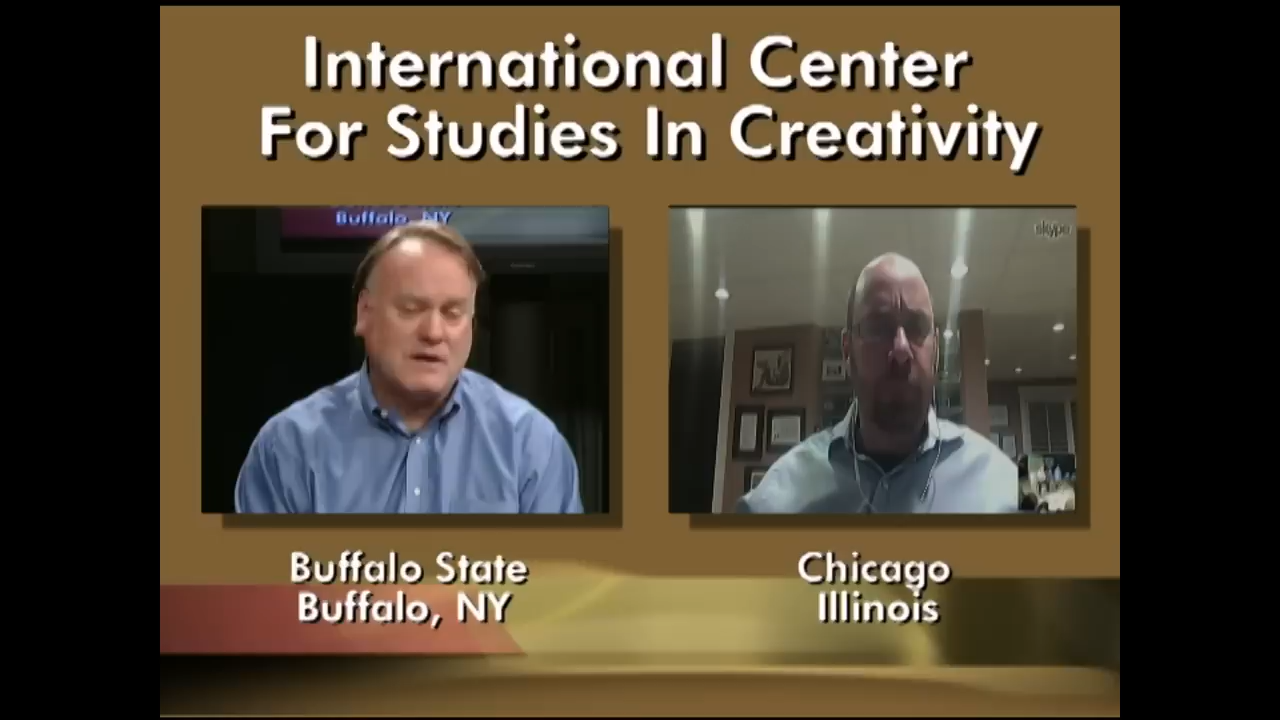 International Center
For Studies In Creativity
Buffalo, NY
skype
Buffalo State
Buffalo, NY
Chicago
Illinois